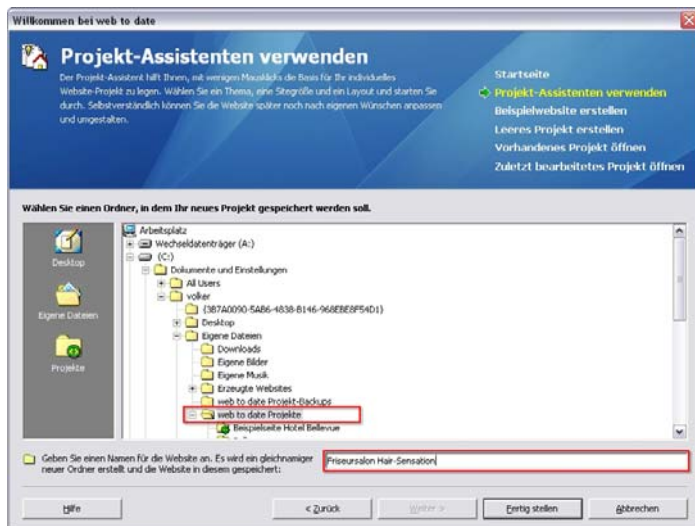 Willkommen bei web to date
Projekt-Assistenten verwenden
Der Projekt-Assistent hilft Ihnen, mit wenigen Mausklicks die Basis für Ihr individuelles
Website-Projekt zu legen. Wählen Sie ein Thema, eine Sitegröße und ein Layout und starten Sie
durch. Selbstverständlich können Sie die Website später noch nach eigenen Wünschen anpassen
und umgestalten.
Startseite
Projekt-Assistenten verwenden
Beispielwebsite erstellen
Leeres Projekt erstellen
Vorhandenes Projekt öffnen
Zuletzt bearbeitetes Projekt öffnen
Wählen Sie einen Ordner, in dem Ihr neues Projekt gespeichert werden soll.
Desktop
Eigene Dateien
Projekte
Arbeitsplatz
Wechseldatenträger (A:)
(C:)
Dokumente und Einstellungen
All Users
volker
{3B7A0090-5AB6-4838-B146-968EBE8F54D1}
Desktop
Eigene Dateien
Downloads
Eigene Bilder
Eigene Musik
Erzeugte Websites
web to date Projekt-Backups
web to date Projekte
Beispielseite Hotel Bellevue
Geben Sie einen Namen für die Website an. Es wird ein gleichnamiger
neuer Ordner erstellt und die Website in diesem gespeichert:
Friseursalon Hair-Sensation
Hilfe
< Zurück
Weiter >
Fertig stellen
Abbrechen